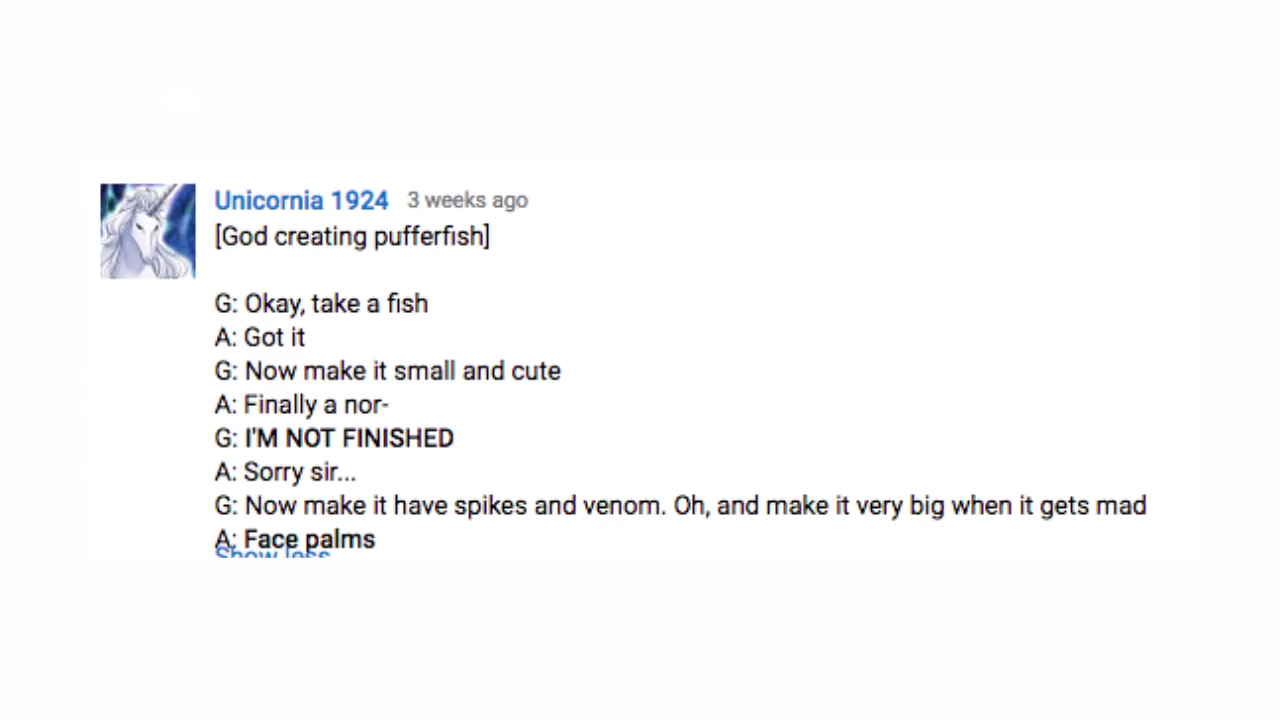 Unicornia 1924 3 weeks ago
[God creating pufferfish]
G: Okay, take a fish
A: Got it
G: Now make it small and cute
A: Finally a nor-
G: I'M NOT FINISHED
A: Sorry sir...
G: Now make it have spikes and venom. Oh, and make it very big when it gets mad
A: Face palms
Show less